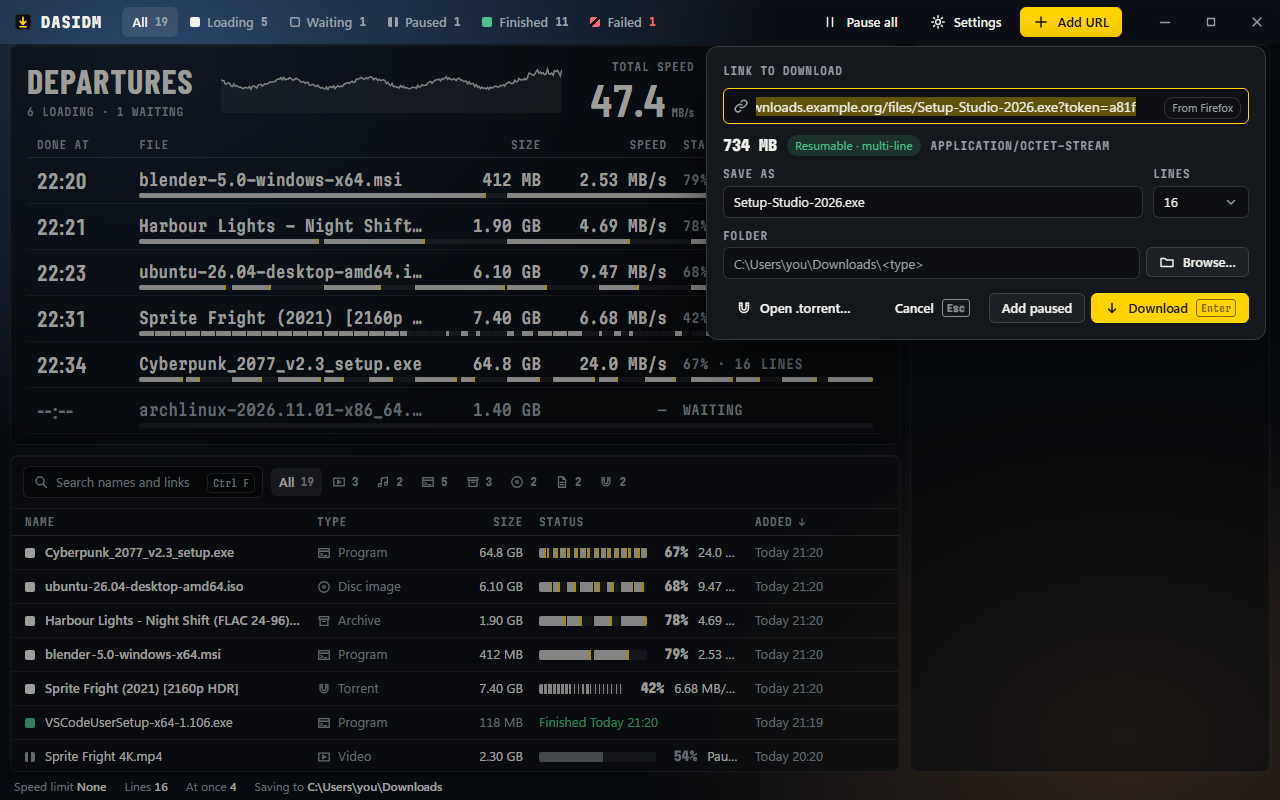 DASIDM All 19 Loading 5 Waiting 1 Paused 1 Finished 11 Failed 1 Pause all Settings Add URL
DEPARTURES
6 LOADING · 1 WAITING
TOTAL SPEED
47.4 MB/s
DONE AT FILE SIZE SPEED STA
22:20 blender-5.0-windows-x64.msi 412 MB 2.53 MB/s 79%
22:21 Harbour Lights - Night Shift… 1.90 GB 4.69 MB/s 78%
22:23 ubuntu-26.04-desktop-amd64.i… 6.10 GB 9.47 MB/s 68%
22:31 Sprite Fright (2021) [2160p … 7.40 GB 6.68 MB/s 42%
22:34 Cyberpunk_2077_v2.3_setup.exe 64.8 GB 24.0 MB/s 67% · 16 LINES
--:-- archlinux-2026.11.01-x86_64.… 1.40 GB — WAITING
LINK TO DOWNLOAD
wnloads.example.org/files/Setup-Studio-2026.exe?token=a81f From Firefox
734 MB Resumable · multi-line APPLICATION/OCTET-STREAM
SAVE AS LINES
Setup-Studio-2026.exe 16
FOLDER
C:\Users\you\Downloads\<type> Browse...
Open .torrent... Cancel Esc Add paused Download Enter
Search names and links Ctrl F All 19 3 2 5 3 2 2 2
NAME TYPE SIZE STATUS ADDED ↓
Cyberpunk_2077_v2.3_setup.exe Program 64.8 GB 67% 24.0 ... Today 21:20
ubuntu-26.04-desktop-amd64.iso Disc image 6.10 GB 68% 9.47 ... Today 21:20
Harbour Lights - Night Shift (FLAC 24-96)... Archive 1.90 GB 78% 4.69 ... Today 21:20
blender-5.0-windows-x64.msi Program 412 MB 79% 2.53 ... Today 21:20
Sprite Fright (2021) [2160p HDR] Torrent 7.40 GB 42% 6.68 MB/... Today 21:20
VSCodeUserSetup-x64-1.106.exe Program 118 MB Finished Today 21:20 Today 21:19
Sprite Fright 4K.mp4 Video 2.30 GB 54% Pau... Today 20:20
Speed limit None Lines 16 At once 4 Saving to C:\Users\you\Downloads